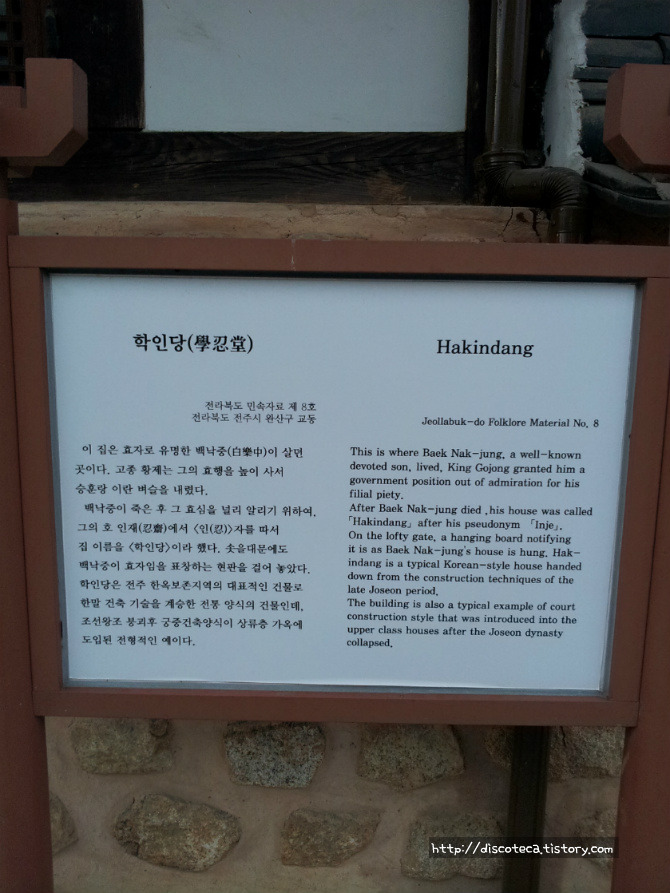 학인당(學忍堂)
전라북도 민속자료 제 8호
전라북도 전주시 완산구 교동
이 집은 효자로 유명한 백낙중(白樂中)이 살던
곳이다. 고종 황제는 그의 효행을 높이 사서
승훈랑 이란 벼슬을 내렸다.
백낙중이 죽은 후 그 효심을 널리 알리기 위하여,
그의 호 인재(忍齋)에서 〈인(忍)〉자를 따서
집 이름을 〈학인당〉이라 했다. 솟을대문에도
백낙중이 효자임을 표창하는 현판을 걸어 놓았다.
학인당은 전주 한옥보존지역의 대표적인 건물로
한말 건축 기술을 계승한 전통 양식의 건물인데,
조선왕조 붕괴후 궁중건축양식이 상류층 가옥에
도입된 전형적인 예이다.
Hakindang
Jeollabuk-do Folklore Material No. 8
This is where Baek Nak-jung, a well-known
devoted son, lived. King Gojong granted him a
government position out of admiration for his
filial piety.
After Baek Nak-jung died ,his house was called
「Hakindang」 after his pseudonym 「Inje」.
On the lofty gate, a hanging board notifying
it is as Baek Nak-jung's house is hung. Hak-
indang is a typical Korean-style house handed
down from the construction techniques of the
late Joseon period.
The building is also a typical example of court
construction style that was introduced into the
upper class houses after the Joseon dynasty
collapsed.
http://discoteca.tistory.com